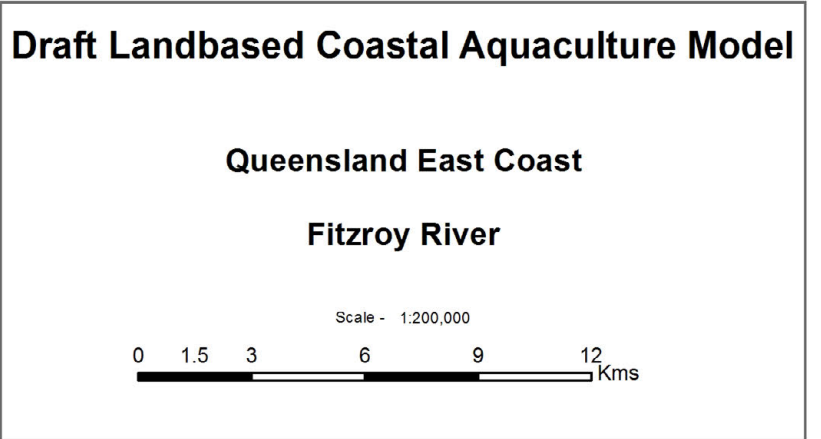 Draft Landbased Coastal Aquaculture Model
Queensland East Coast
Fitzroy River
Scale - 1:200,000
0 1.5 3 6 9 12
Kms